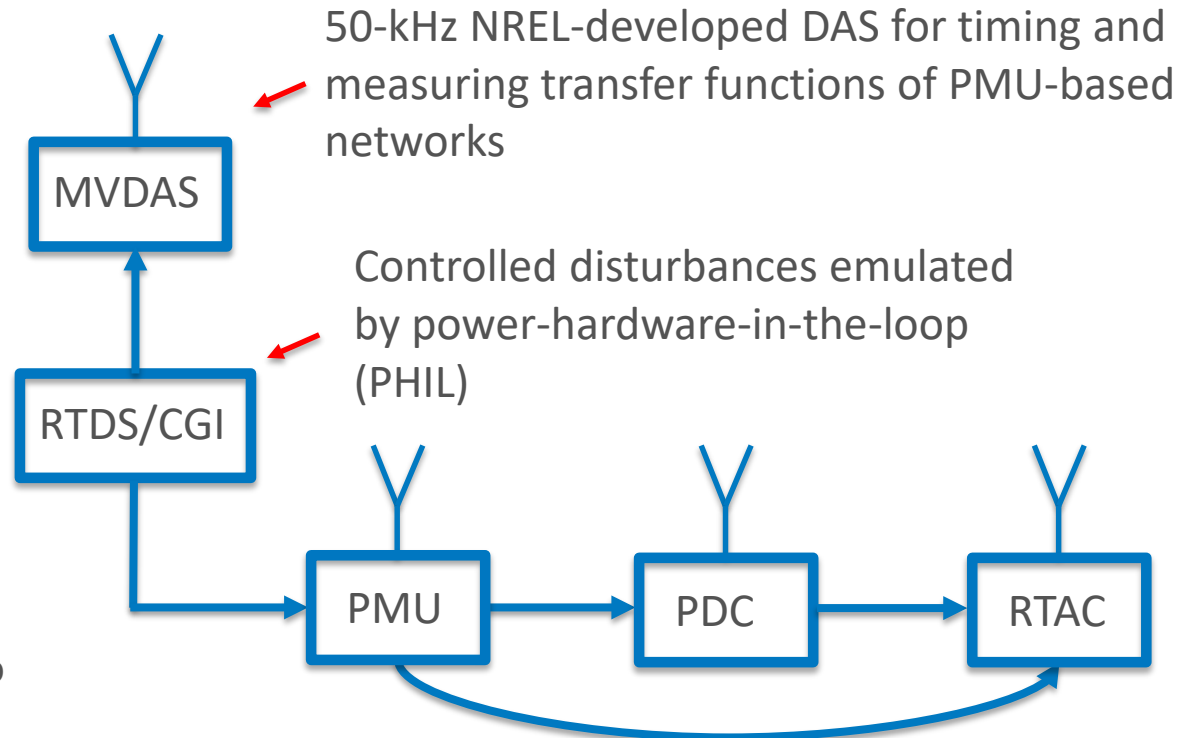 50-kHz NREL-developed DAS for timing and
measuring transfer functions of PMU-based
networks
MVDAS
Controlled disturbances emulated
by power-hardware-in-the-loop
(PHIL)
RTDS/CGI
PMU
PDC
RTAC